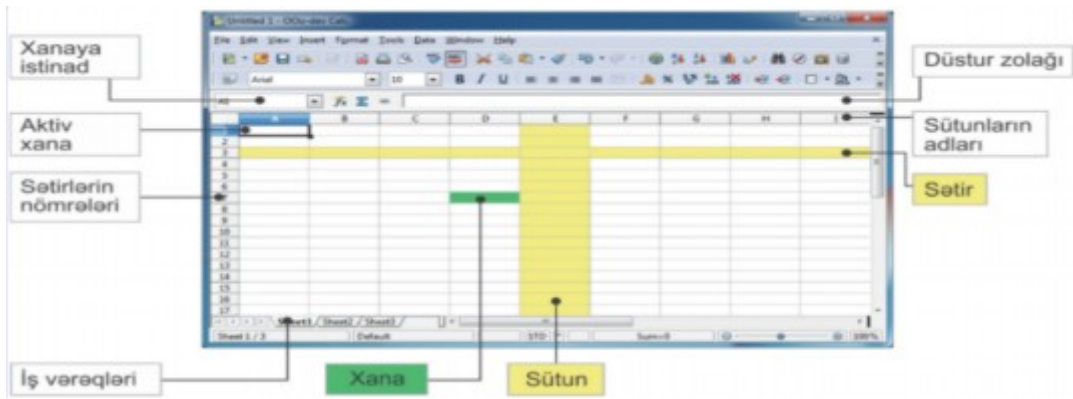 Untitled 1 - OOo-dev Calc
File Edit View Insert Format Tools Data Window Help
Xanaya
istinad
Düstur zolağı
Arial 10 B I U
A1
Aktiv
xana
A B C D E F G H I
Sütunların
adları
Sətirlərin
nömrələri
Sətir
1
2
3
4
5
6
7
8
9
10
11
12
13
14
15
16
17
Sheet1 / Sheet2 / Sheet3
Sheet 1 / 3 Default STD Sum=0 100%
İş vərəqləri
Xana
Sütun